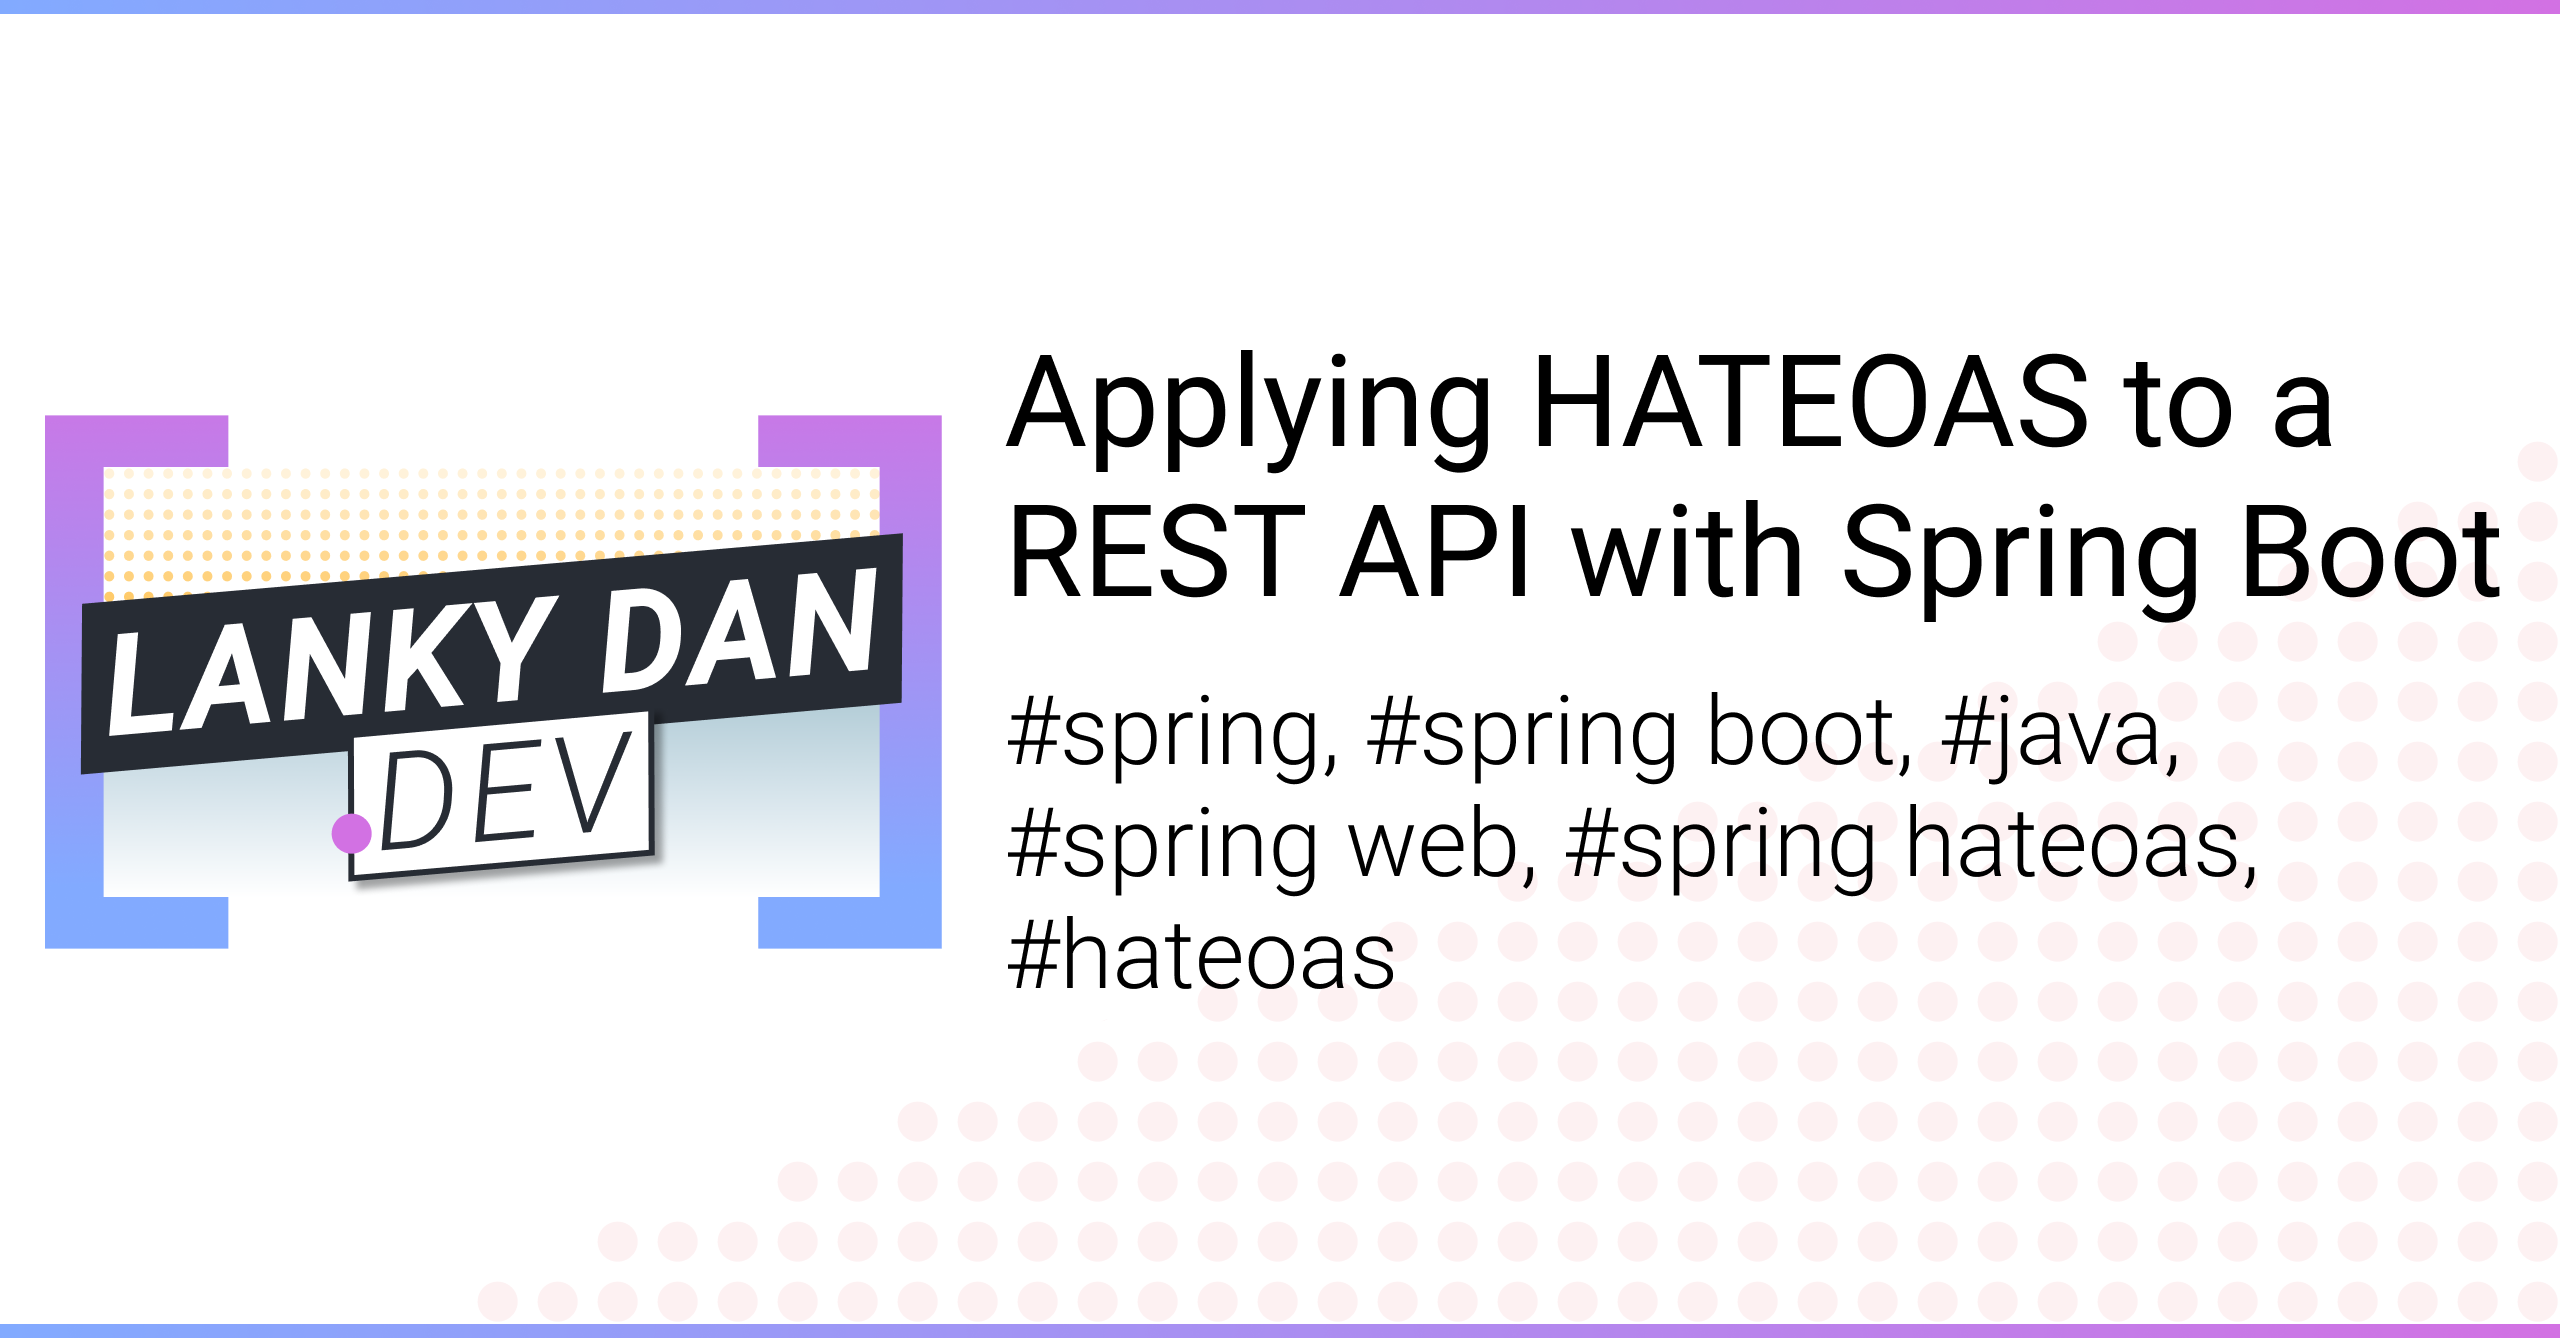 LANKY DAN
.DEV
Applying HATEOAS to a
REST API with Spring Boot
#spring, #spring boot, #java,
#spring web, #spring hateoas,
#hateoas